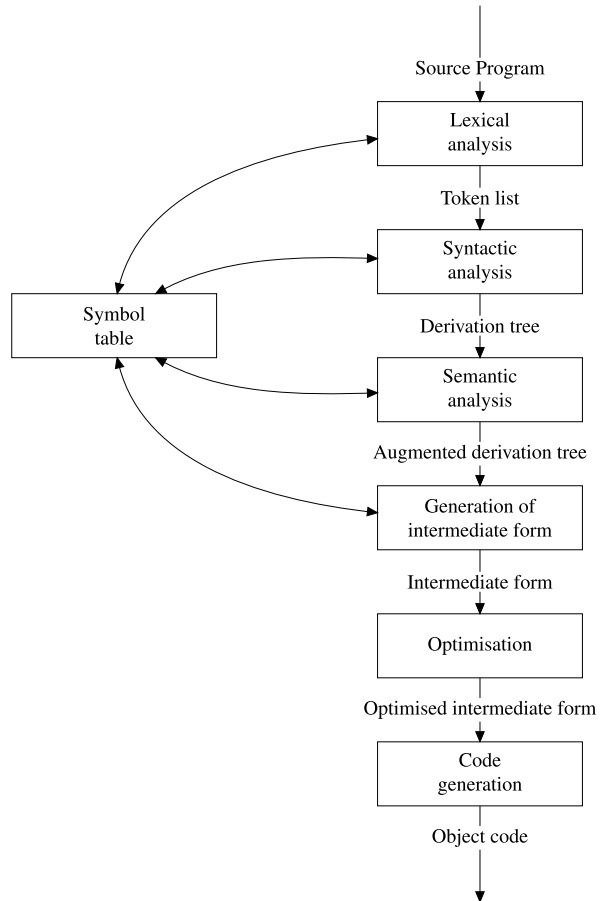 Source Program
Lexical
analysis
Token list
Syntactic
analysis
Symbol
table
Derivation tree
Semantic
analysis
Augmented derivation tree
Generation of
intermediate form
Intermediate form
Optimisation
Optimised intermediate form
Code
generation
Object code